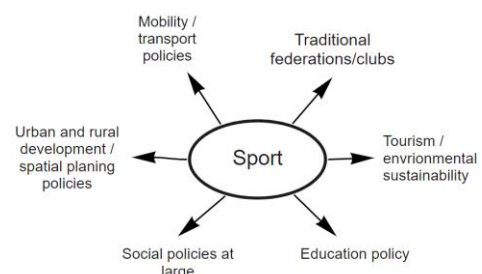 Mobility /
transport
policies
Traditional
federations/clubs
Urban and rural
development /
spatial planing
policies
Sport
Tourism /
envrionmental
sustainability
Social policies at
large
Education policy